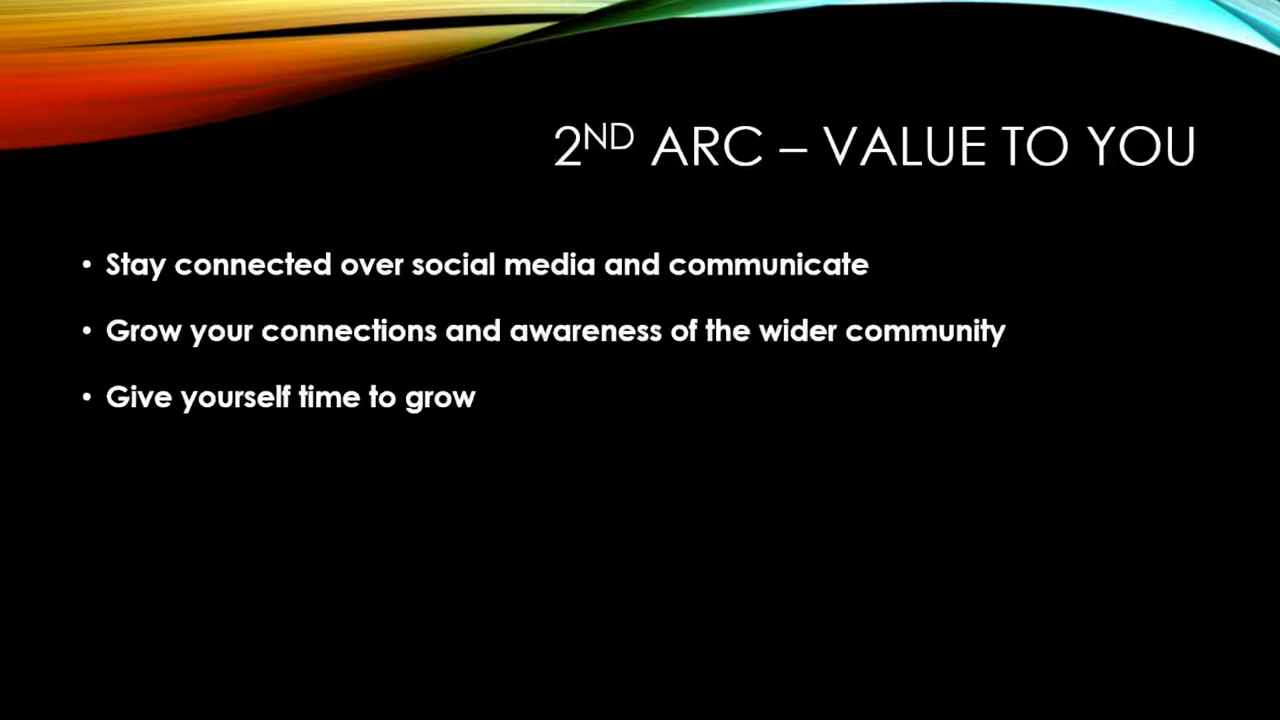 2ND ARC – VALUE TO YOU
• Stay connected over social media and communicate
• Grow your connections and awareness of the wider community
• Give yourself time to grow